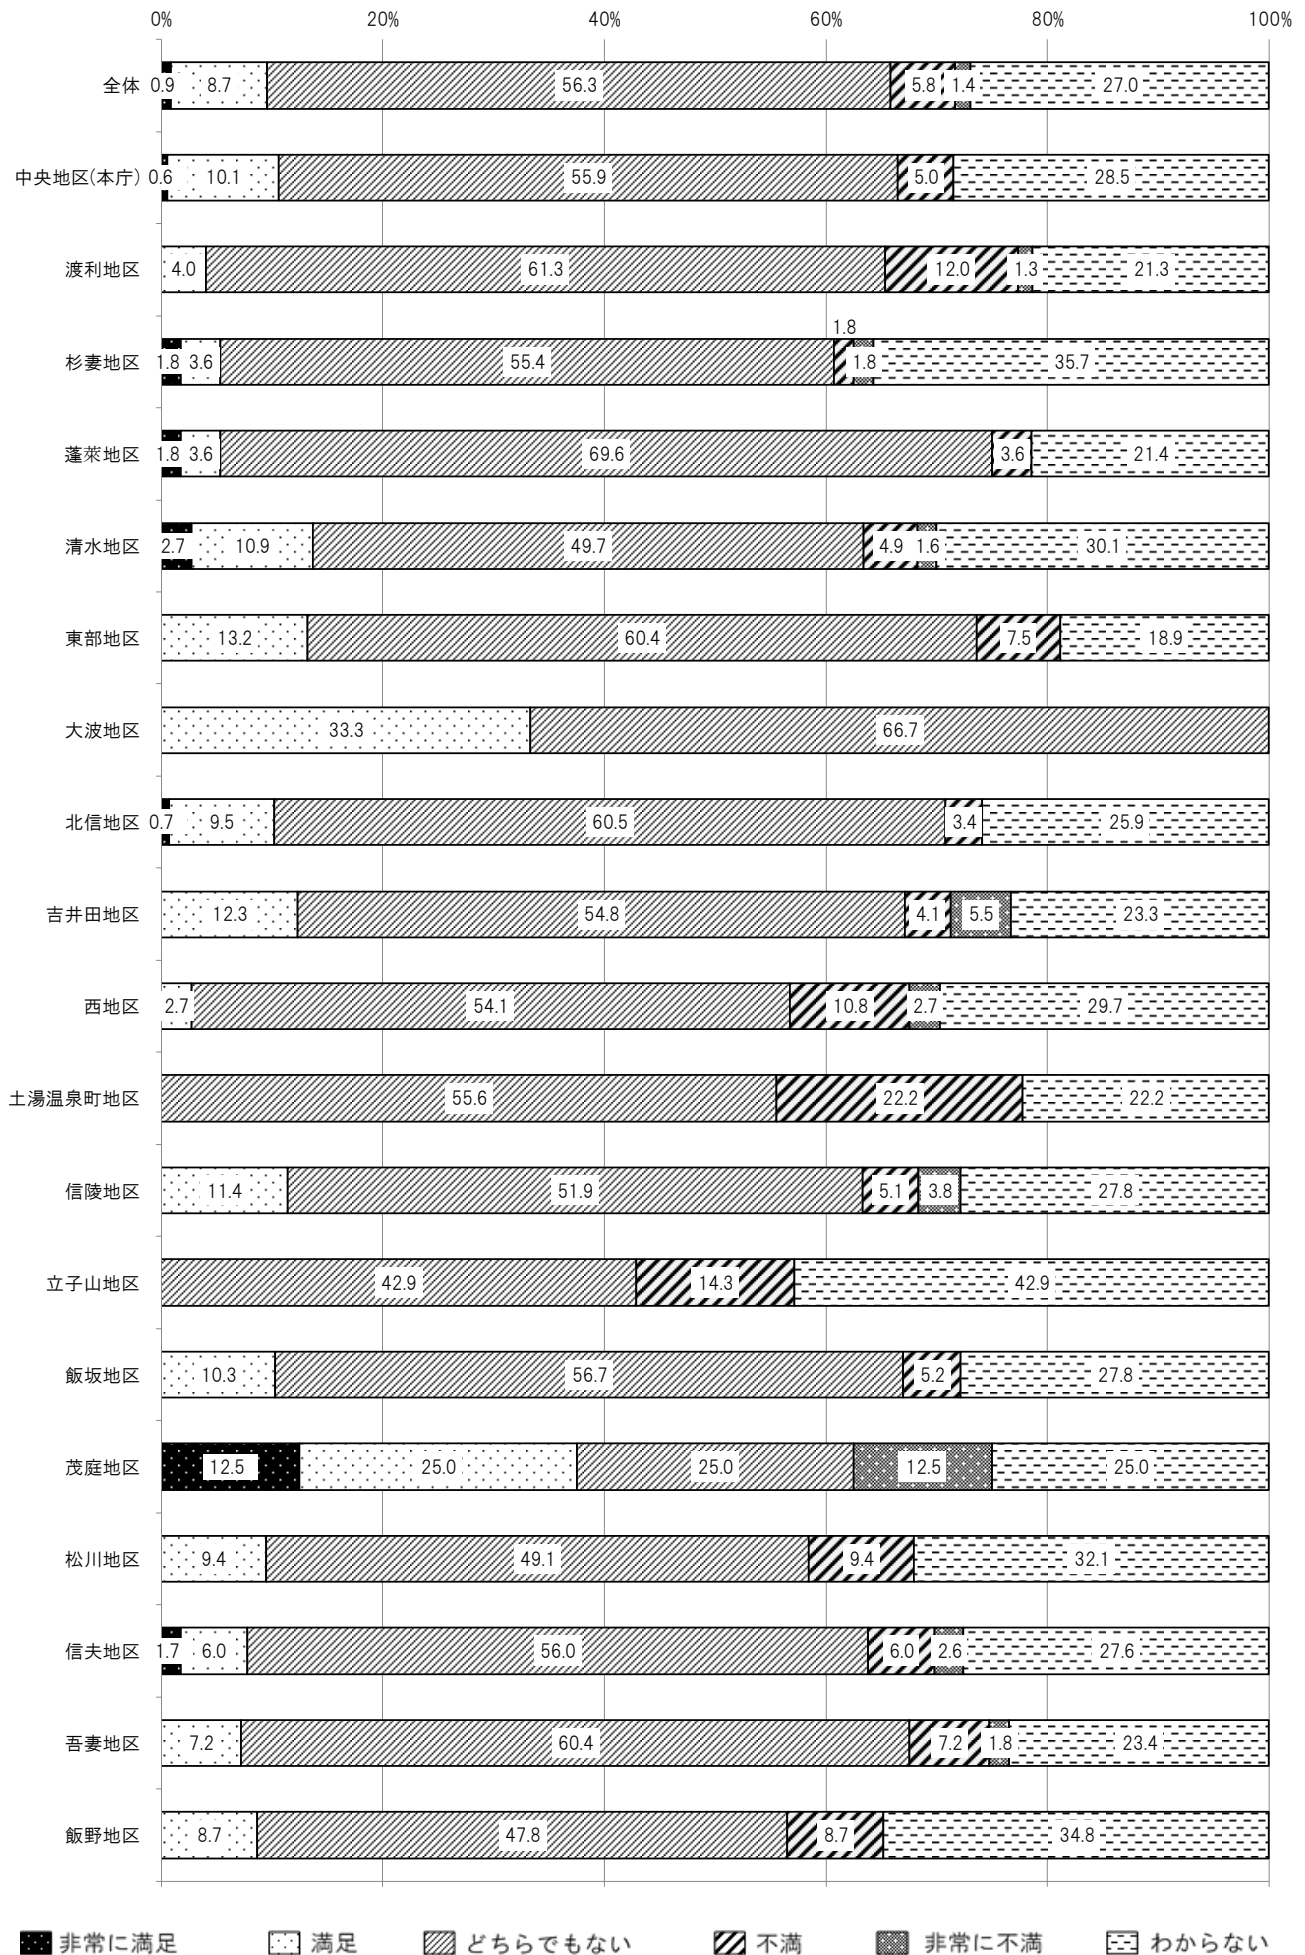 0% 20% 40% 60% 80% 100%
全体 0.9 8.7 56.3 5.8 1.4 27.0
中央地区(本庁) 0.6 10.1 55.9 5.0 28.5
渡利地区 4.0 61.3 12.0 1.3 21.3
1.8
杉妻地区 1.8 3.6 55.4 1.8 35.7
蓬萊地区 1.8 3.6 69.6 3.6 21.4
清水地区 2.7 10.9 49.7 4.9 1.6 30.1
東部地区 13.2 60.4 7.5 18.9
大波地区 33.3 66.7
北信地区 0.7 9.5 60.5 3.4 25.9
吉井田地区 12.3 54.8 4.1 5.5 23.3
西地区 2.7 54.1 10.8 2.7 29.7
土湯温泉町地区 55.6 22.2 22.2
信陵地区 11.4 51.9 5.1 3.8 27.8
立子山地区 42.9 14.3 42.9
飯坂地区 10.3 56.7 5.2 27.8
茂庭地区 12.5 25.0 25.0 12.5 25.0
松川地区 9.4 49.1 9.4 32.1
信夫地区 1.7 6.0 56.0 6.0 2.6 27.6
吾妻地区 7.2 60.4 7.2 1.8 23.4
飯野地区 8.7 47.8 8.7 34.8
非常に満足 満足 どちらでもない 不満 非常に不満 わからない